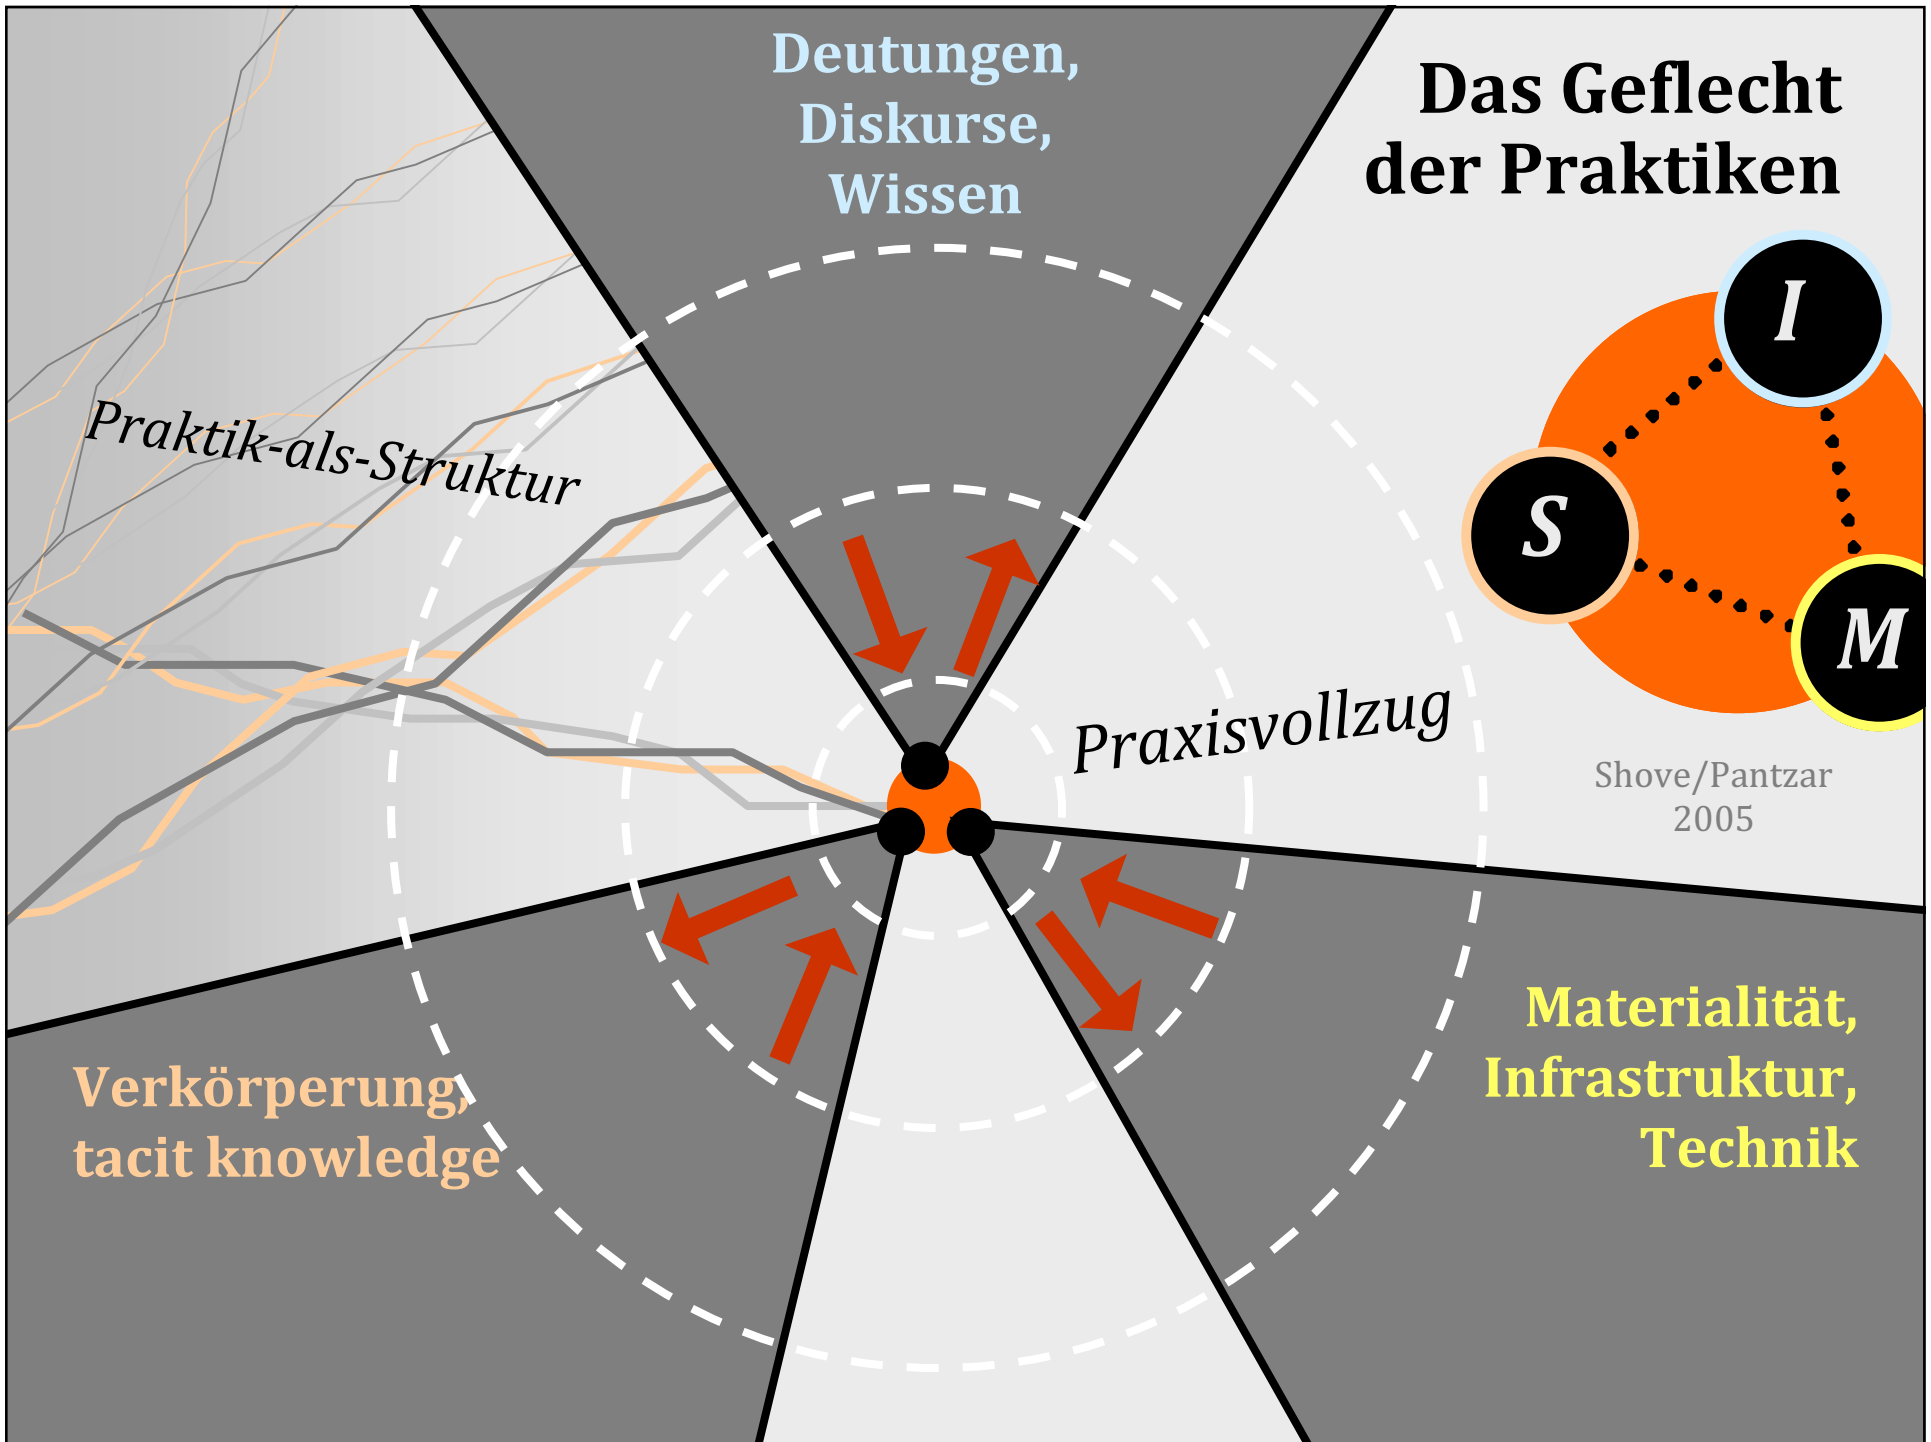 Deutungen,
Diskurse,
Wissen
Das Geflecht
der Praktiken
I
S
M
Praktik-als-Struktur
Praxisvollzug
Shove/Pantzar
2005
Verkörperung,
tacit knowledge
Materialität,
Infrastruktur,
Technik